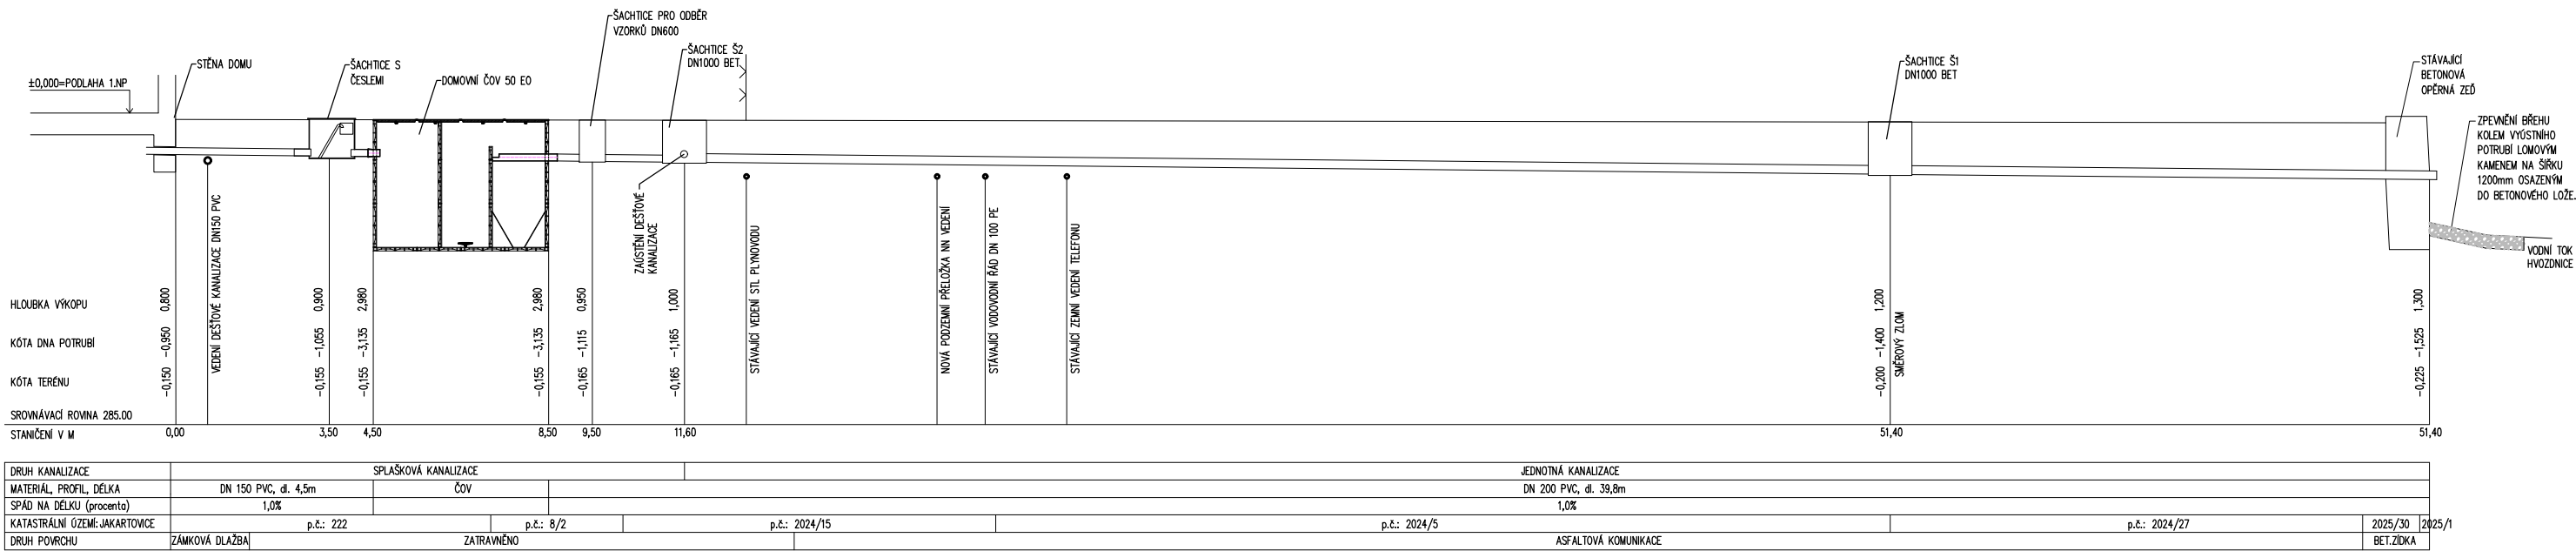 ŠACHTICE PRO ODBĚR
VZORKŮ DN600
ŠACHTICE Š2
DN1000 BET
STĚNA DOMU
ŠACHTICE S
ČESLEMI
DOMOVNÍ ČOV 50 EO
±0,000=PODLAHA 1.NP
ŠACHTICE Š1
DN1000 BET
STÁVAJÍCÍ
BETONOVÁ
OPĚRNÁ ZEĎ
ZPEVNĚNÍ BŘEHU
KOLEM VYÚSTNÍHO
POTRUBÍ LOMOVÝM
KAMENEM NA ŠÍŘKU
1200mm OSAZENÝM
DO BETONOVÉHO LOŽE.
VODNÍ TOK
HVOZDNICE
VEDENÍ DEŠŤOVÉ KANALIZACE DN150 PVC
ZAÚSTĚNÍ DEŠŤOVÉ
KANALIZACE
STÁVAJÍCÍ VEDENÍ STL PLYNOVODU
NOVÁ PODZEMNÍ PŘELOŽKA NN VEDENÍ
STÁVAJÍCÍ VODOVODNÍ ŘAD DN 100 PE
STÁVAJÍCÍ ZEMNÍ VEDENÍ TELEFONU
SMĚROVÝ ZLOM
HLOUBKA VÝKOPU 0,800 0,900 2,980 2,980 0,950 1,000 1,200 1,300
KÓTA DNA POTRUBÍ -0,950 -1,055 -3,135 -3,135 -1,115 -1,165 -1,400 -1,525
KÓTA TERÉNU -0,150 -0,155 -0,155 -0,155 -0,165 -0,165 -0,200 -0,225
SROVNÁVACÍ ROVINA 285.00
STANIČENÍ V M 0,00 3,50 4,50 8,50 9,50 11,60 51,40 51,40
DRUH KANALIZACE SPLAŠKOVÁ KANALIZACE JEDNOTNÁ KANALIZACE
MATERIÁL, PROFIL, DÉLKA DN 150 PVC, dl. 4,5m ČOV DN 200 PVC, dl. 39,8m
SPÁD NA DÉLKU (procenta) 1,0% 1,0%
KATASTRÁLNÍ ÚZEMÍ: JAKARTOVICE p.č.: 222 p.č.: 8/2 p.č.: 2024/15 p.č.: 2024/5 p.č.: 2024/27 2025/30 2025/1
DRUH POVRCHU ZÁMKOVÁ DLAŽBA ZATRAVNĚNO ASFALTOVÁ KOMUNIKACE BET.ZÍDKA